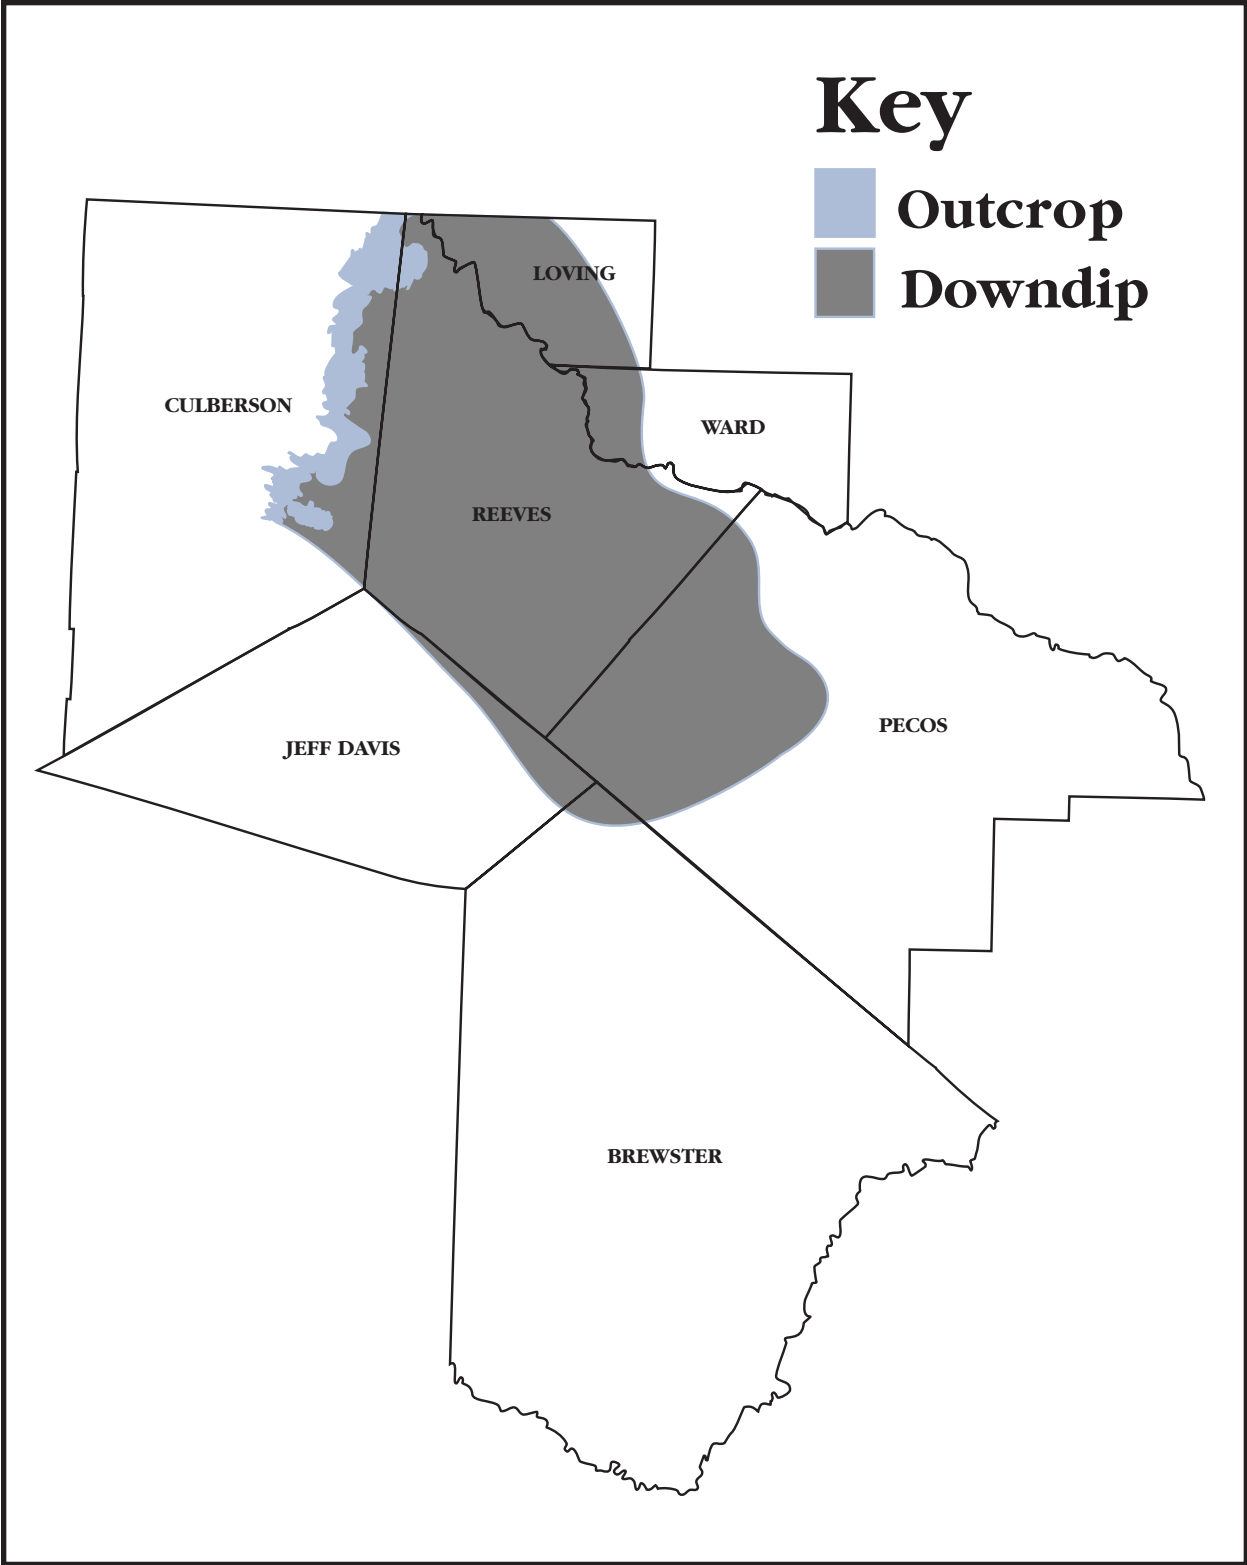 Key
Outcrop
Downdip
LOVING
CULBERSON
WARD
REEVES
PECOS
JEFF DAVIS
BREWSTER